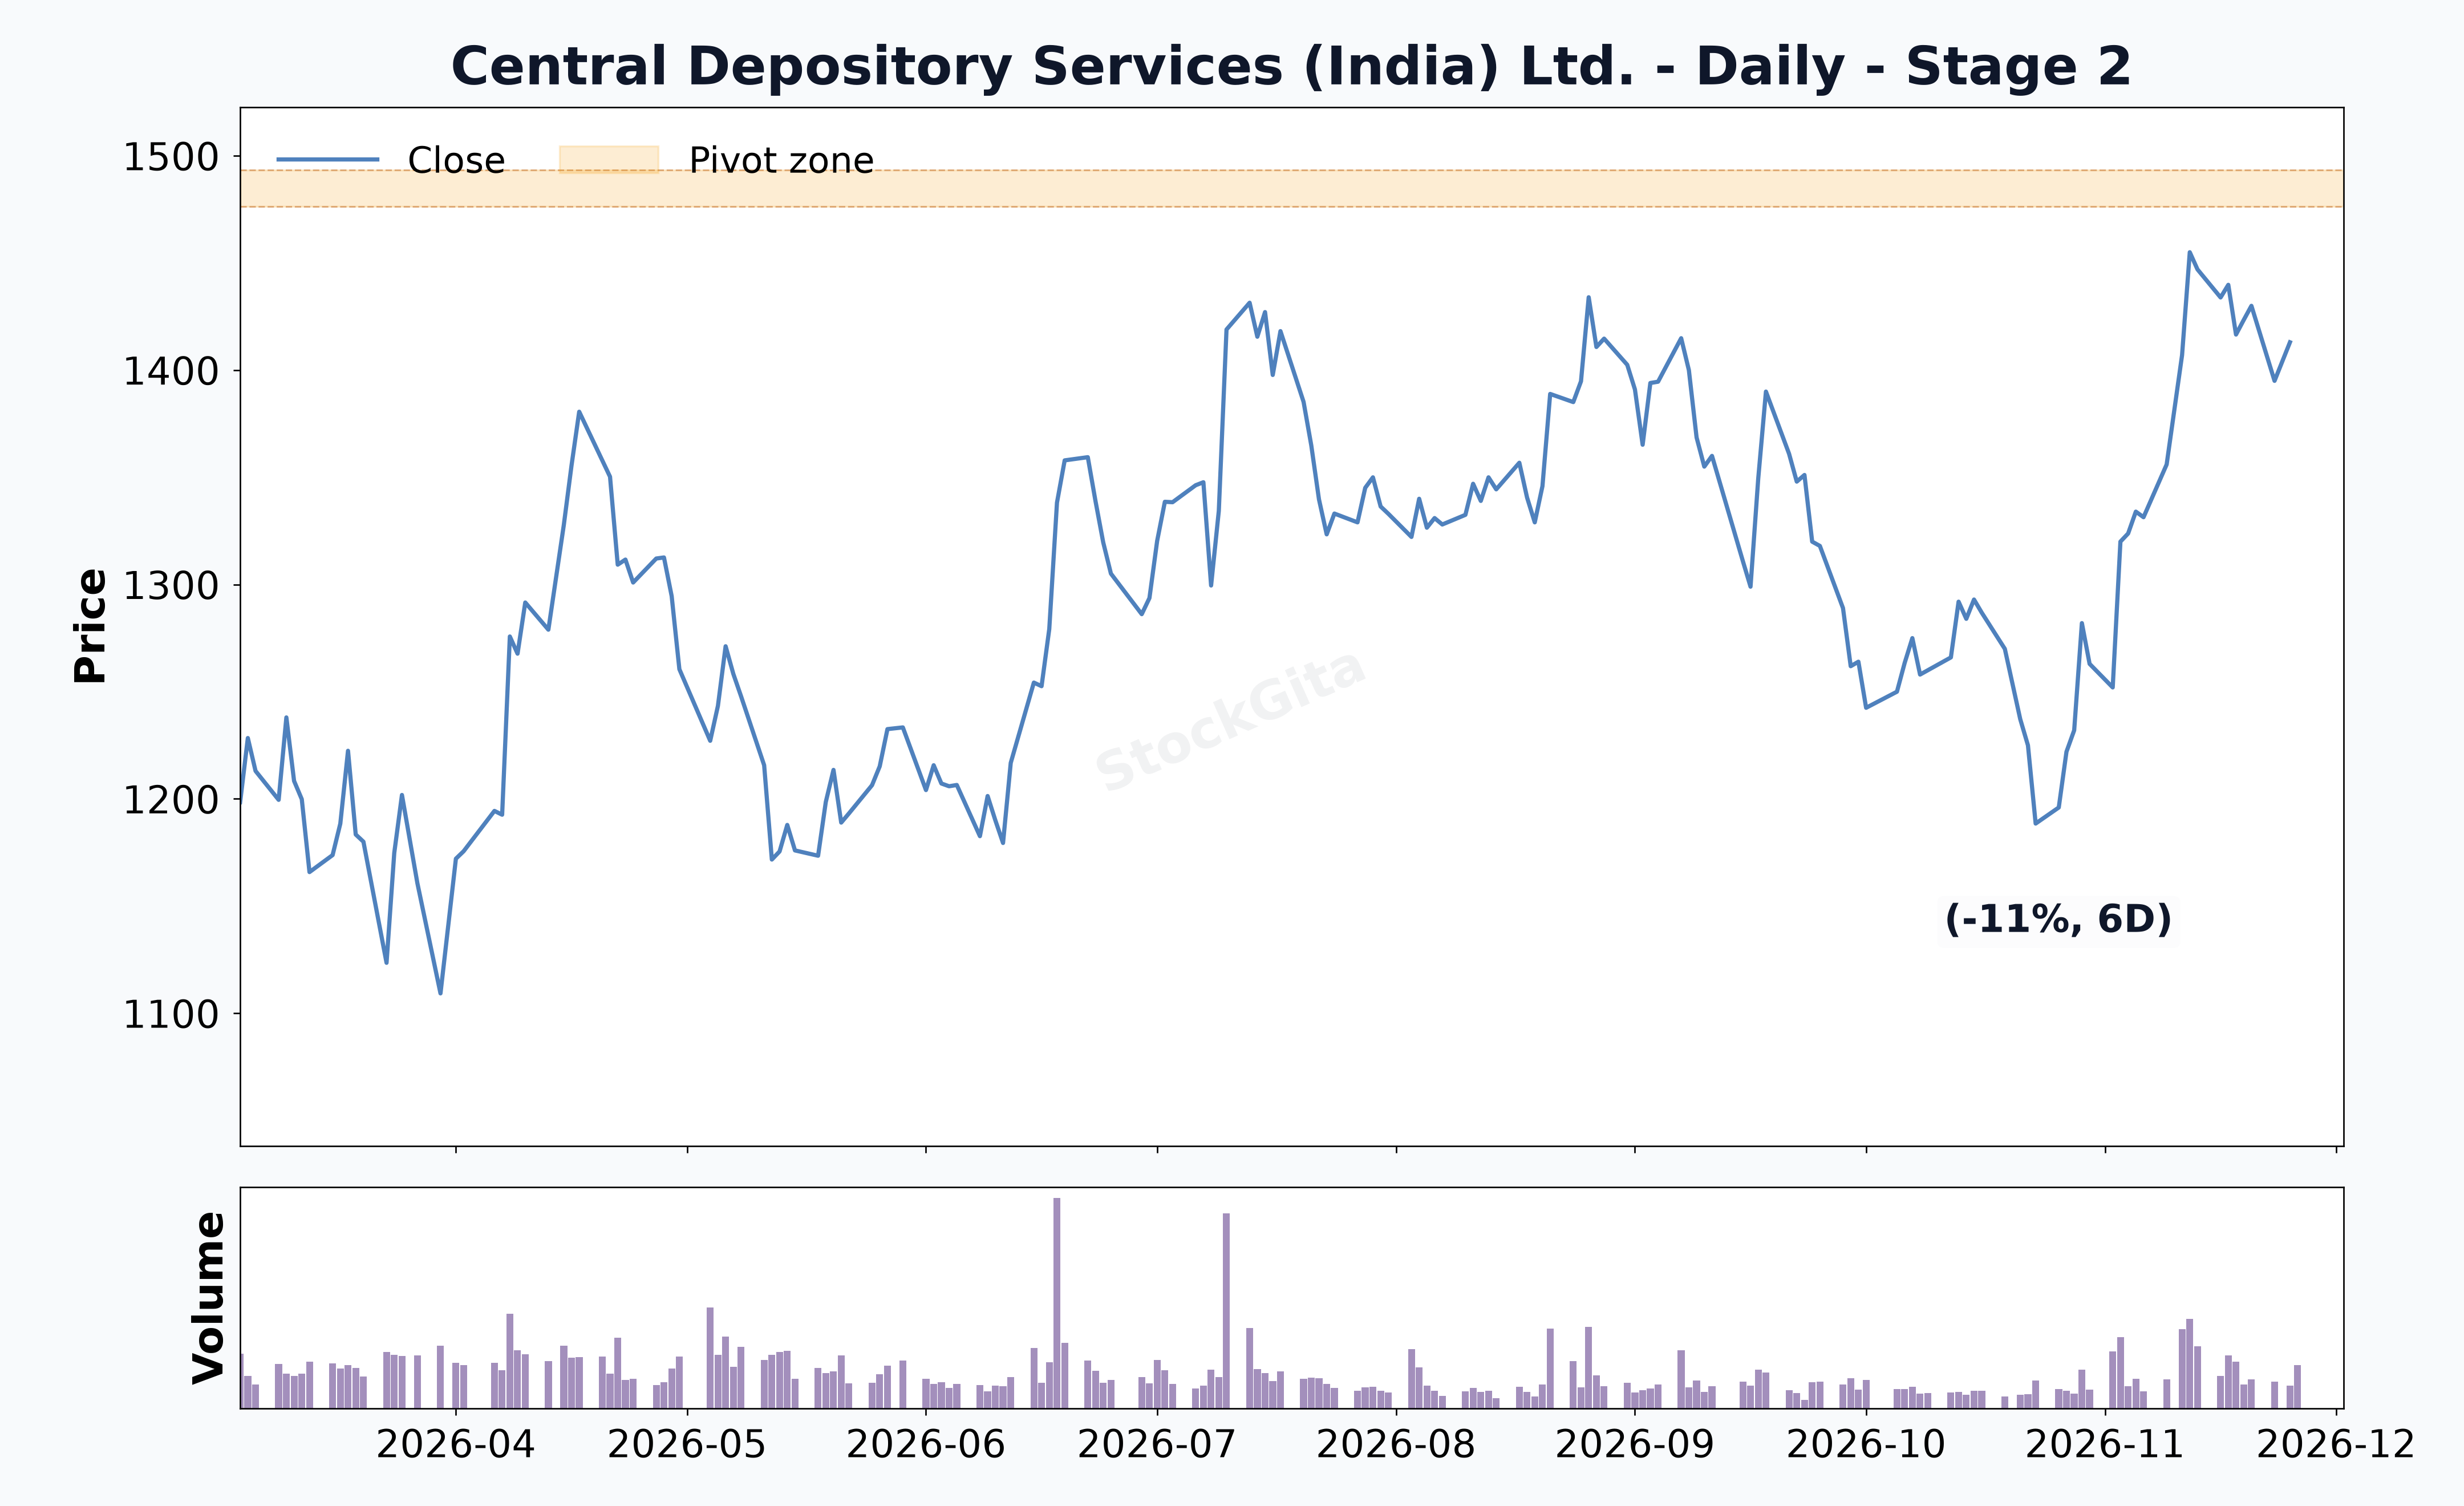 Central Depository Services (India) Ltd. - Daily - Stage 2
Close
Pivot zone
1500
1400
1300
1200
1100
Price
StockGita
(-11%, 6D)
Volume
2026-04
2026-05
2026-06
2026-07
2026-08
2026-09
2026-10
2026-11
2026-12